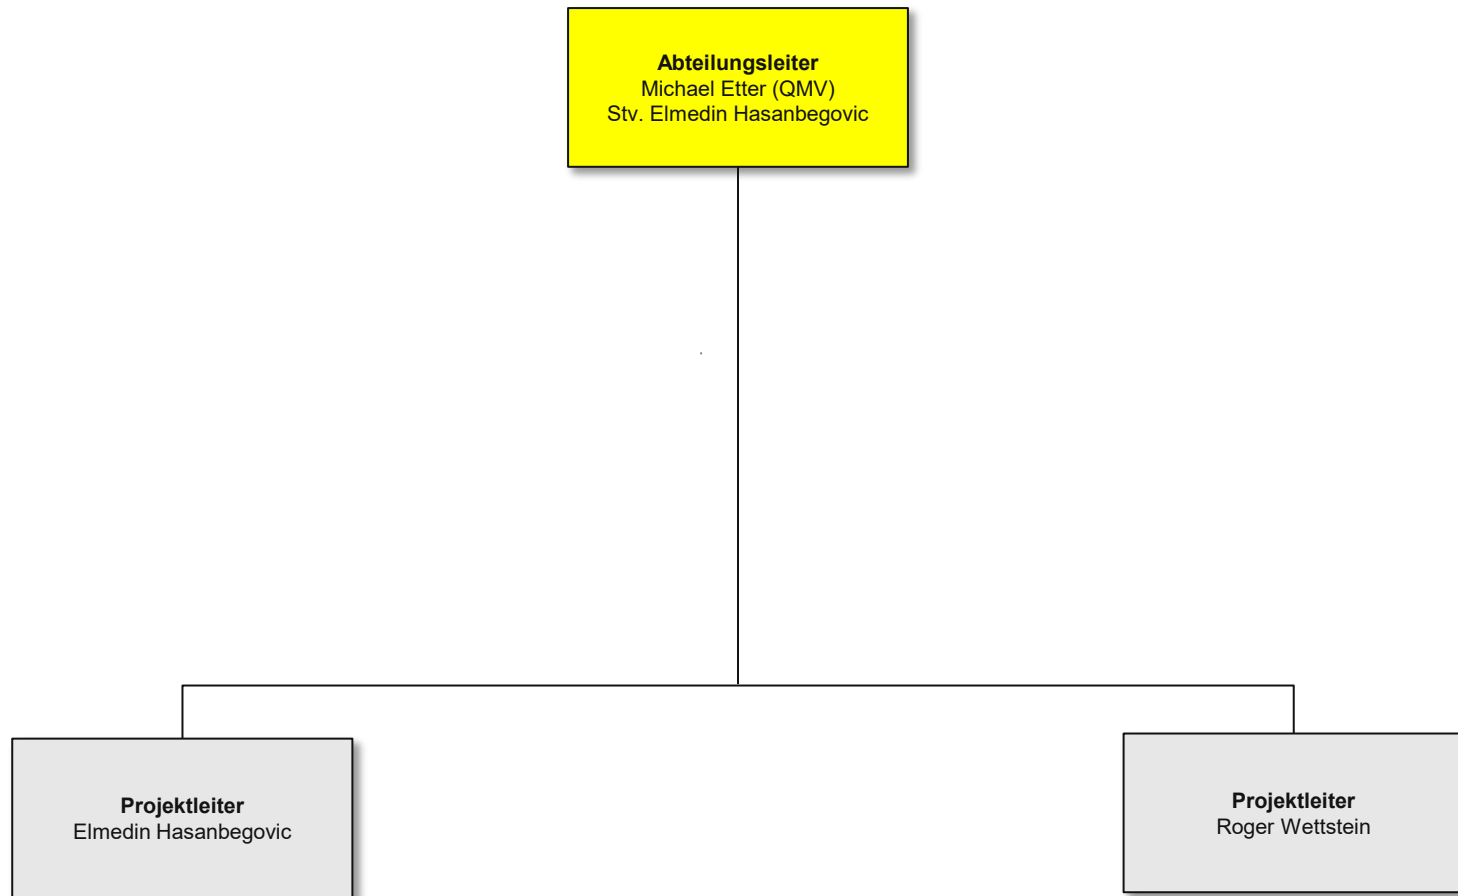 Abteilungsleiter
Michael Etter (QMV)
Stv. Elmedin Hasanbegovic
Projektleiter
Elmedin Hasanbegovic
Projektleiter
Roger Wettstein